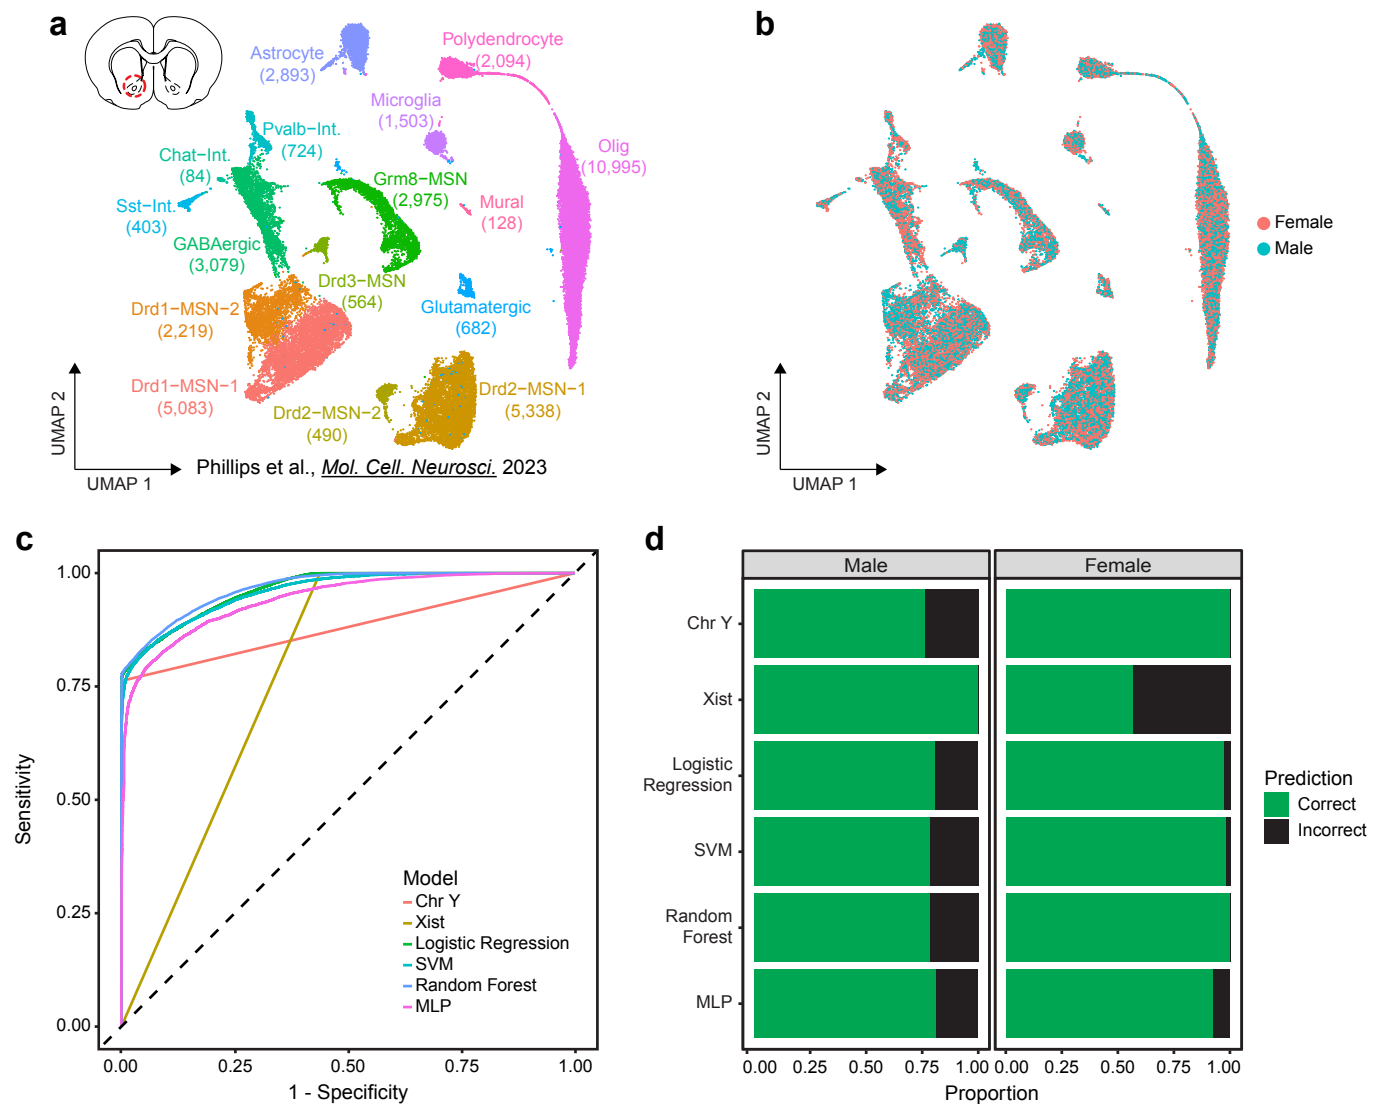 a
Astrocyte
(2,893)
Polydendrocyte
(2,094)
Microglia
(1,503)
Pvalb−Int.
(724)
Olig
(10,995)
Chat−Int.
(84)
Grm8−MSN
(2,975)
Sst-Int.
(403)
Mural
(128)
GABAergic
(3,079)
Drd3−MSN
(564)
Drd1−MSN−2
(2,219)
Glutamatergic
(682)
Drd1−MSN−1
(5,083)
Drd2−MSN−2
(490)
Drd2−MSN−1
(5,338)
UMAP 2
UMAP 1
Phillips et al., Mol. Cell. Neurosci. 2023
b
Female
Male
UMAP 2
UMAP 1
c
1.00
0.75
0.50
0.25
0.00
Sensitivity
0.00
0.25
0.50
0.75
1.00
1 - Specificity
Model
Chr Y
Xist
Logistic Regression
SVM
Random Forest
MLP
d
Male
Female
Chr Y
Xist
Logistic
Regression
SVM
Random
Forest
MLP
0.00 0.25 0.50 0.75 1.00
0.00 0.25 0.50 0.75 1.00
Proportion
Prediction
Correct
Incorrect